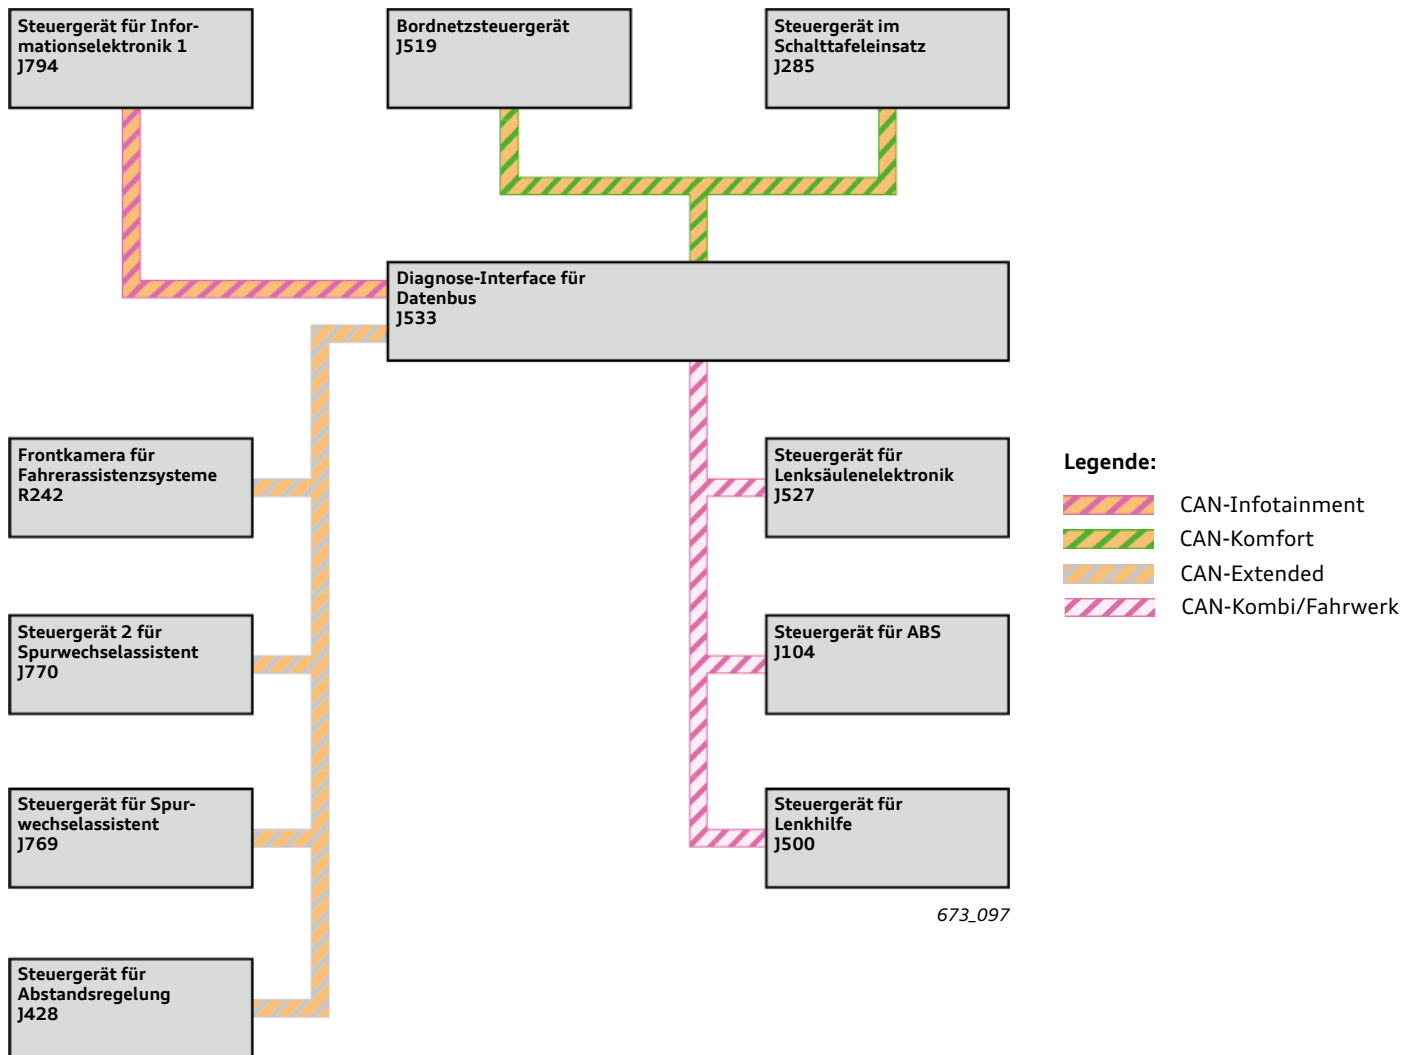 Steuergerät für Infor-
mationselektronik 1
J794
Bordnetzsteuergerät
J519
Steuergerät im
Schalttafeleinsatz
J285
Diagnose-Interface für
Datenbus
J533
Frontkamera für
Fahrerassistenzsysteme
R242
Steuergerät für
Lenksäulenelektronik
J527
Steuergerät 2 für
Spurwechselassistent
J770
Steuergerät für ABS
J104
Steuergerät für Spur-
wechselassistent
J769
Steuergerät für
Lenkhilfe
J500
673_097
Steuergerät für
Abstandsregelung
J428
Legende:
CAN-Infotainment
CAN-Komfort
CAN-Extended
CAN-Kombi/Fahrwerk